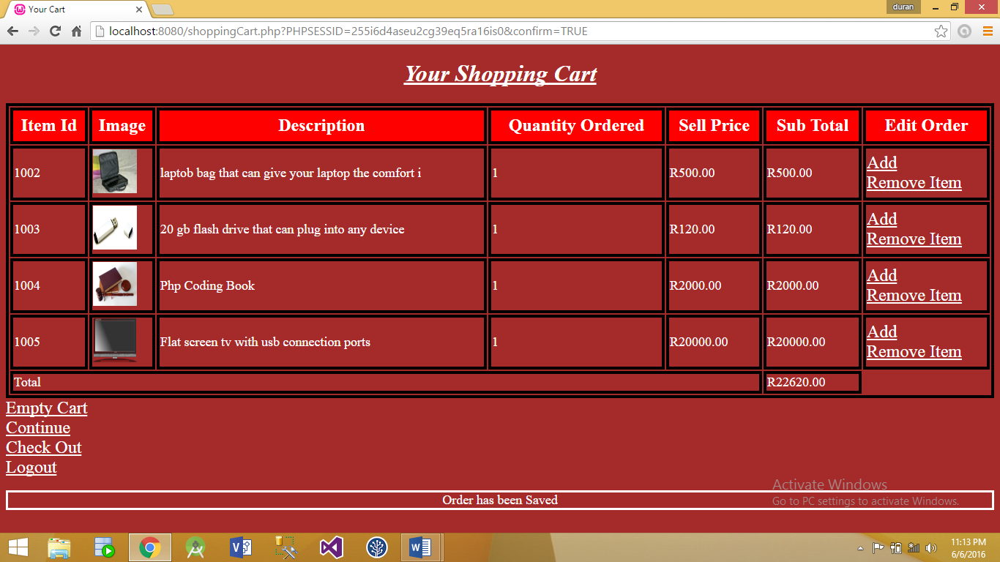 Your Cart
duran
localhost:8080/shoppingCart.php?PHPSESSID=255i6d4aseu2cg39eq5ra16is0&confirm=TRUE
Your Shopping Cart
Item Id Image Description Quantity Ordered Sell Price Sub Total Edit Order
1002 laptob bag that can give your laptop the comfort i 1 R500.00 R500.00 Add
Remove Item
1003 20 gb flash drive that can plug into any device 1 R120.00 R120.00 Add
Remove Item
1004 Php Coding Book 1 R2000.00 R2000.00 Add
Remove Item
1005 Flat screen tv with usb connection ports 1 R20000.00 R20000.00 Add
Remove Item
Total R22620.00
Empty Cart
Continue
Check Out
Logout
Activate Windows
Go to PC settings to activate Windows.
Order has been Saved
11:13 PM
6/6/2016